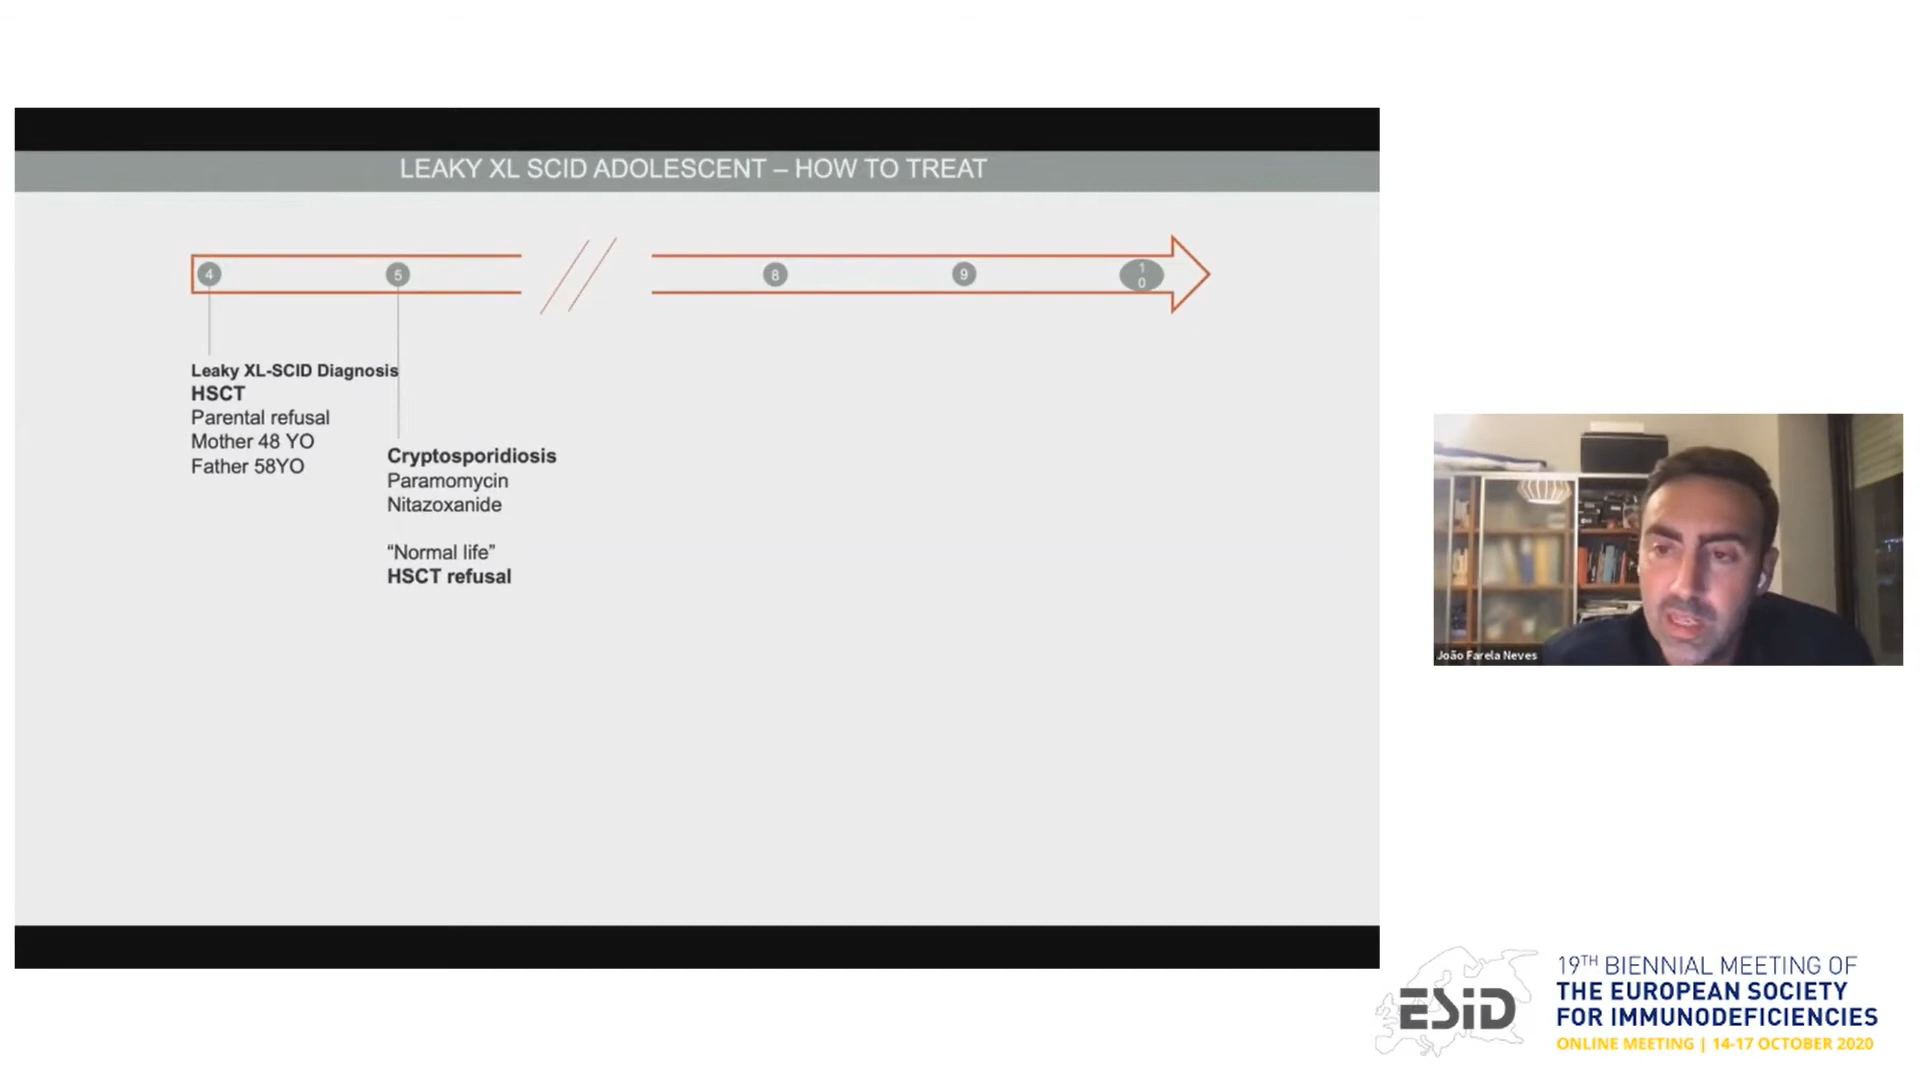 LEAKY XL SCID ADOLESCENT – HOW TO TREAT
4
5
8
9
1
0
Leaky XL-SCID Diagnosis
HSCT
Parental refusal
Mother 48 YO
Father 58YO
Cryptosporidiosis
Paramomycin
Nitazoxanide
“Normal life”
HSCT refusal
João Farela Neves
ESiD
19TH BIENNIAL MEETING OF
THE EUROPEAN SOCIETY
FOR IMMUNODEFICIENCIES
ONLINE MEETING | 14-17 OCTOBER 2020